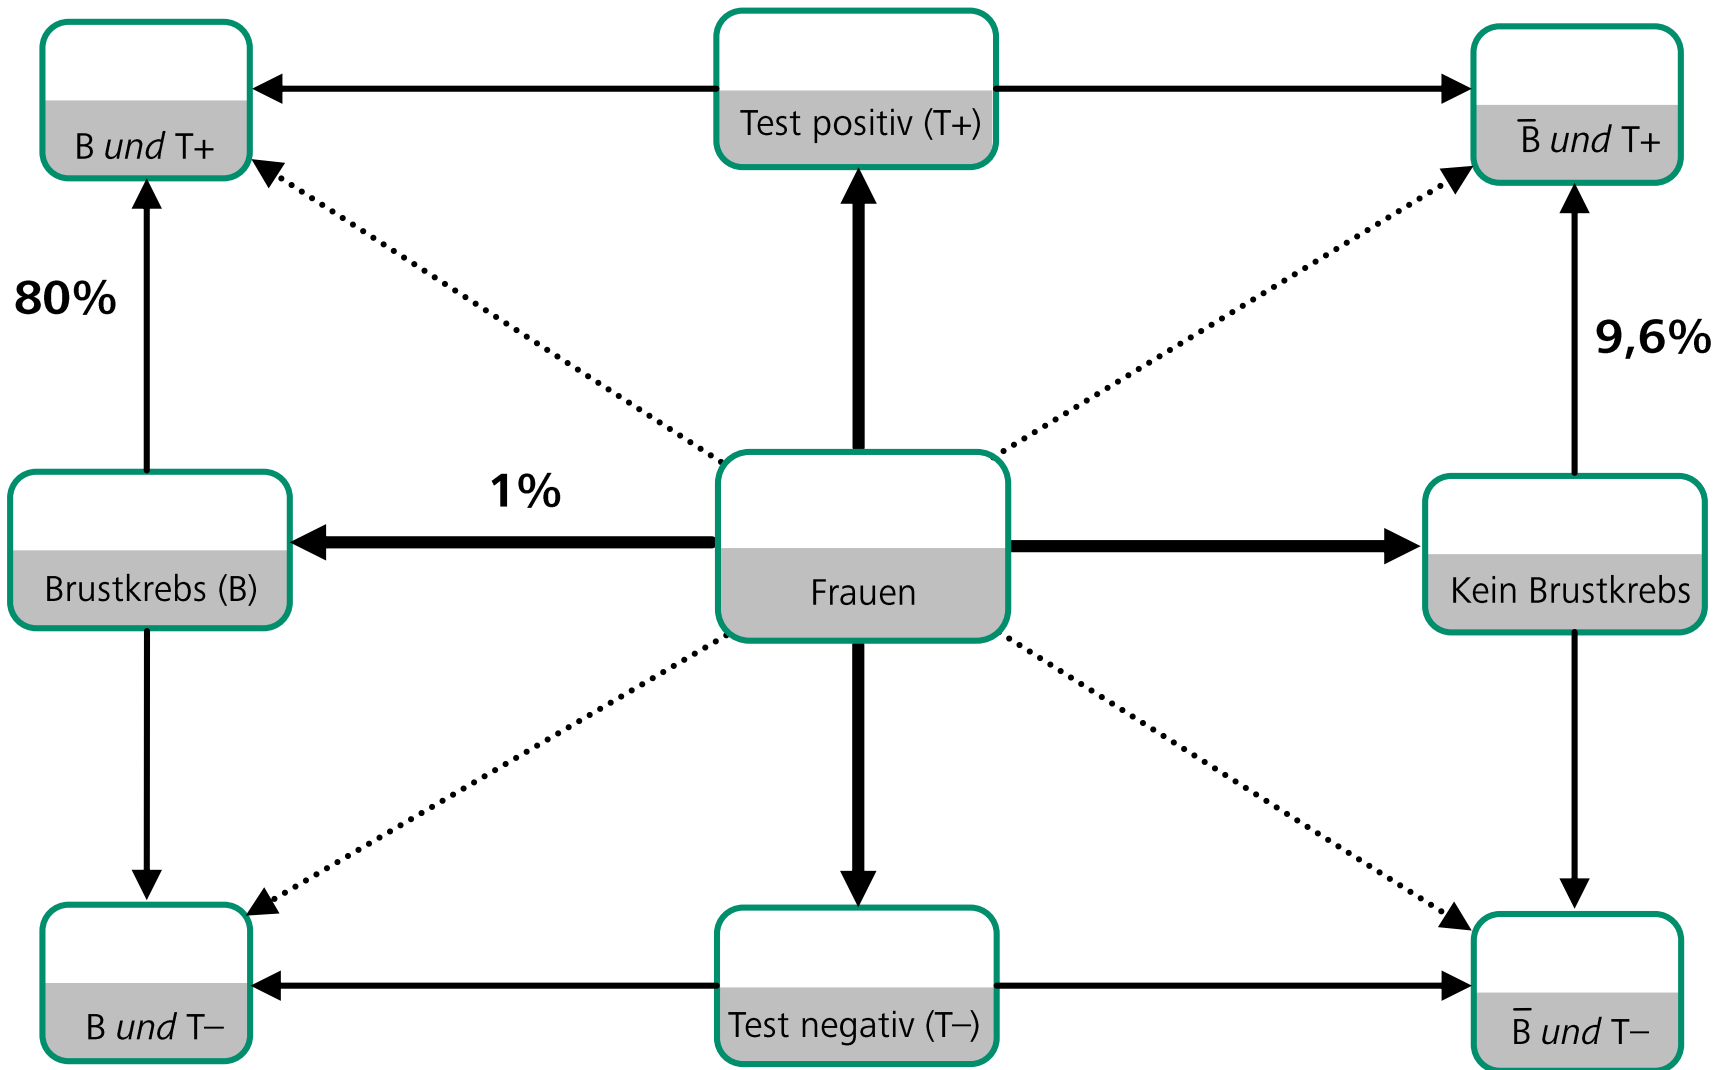 B und T+
Test positiv (T+)
B̅ und T+
80%
9,6%
1%
Brustkrebs (B)
Frauen
Kein Brustkrebs
B und T–
Test negativ (T–)
B̅ und T–